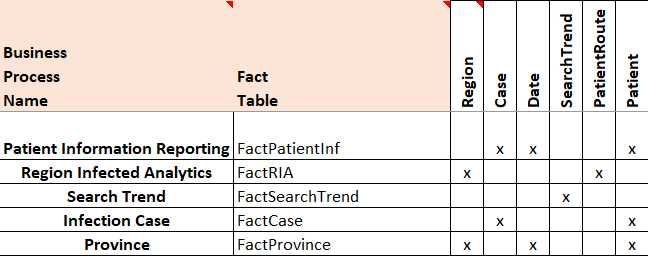 Business
Process
Name
Fact
Table
Region
Case
Date
SearchTrend
PatientRoute
Patient
Patient Information Reporting FactPatientInf x x x
Region Infected Analytics FactRIA x x
Search Trend FactSearchTrend x
Infection Case FactCase x x
Province FactProvince x x x